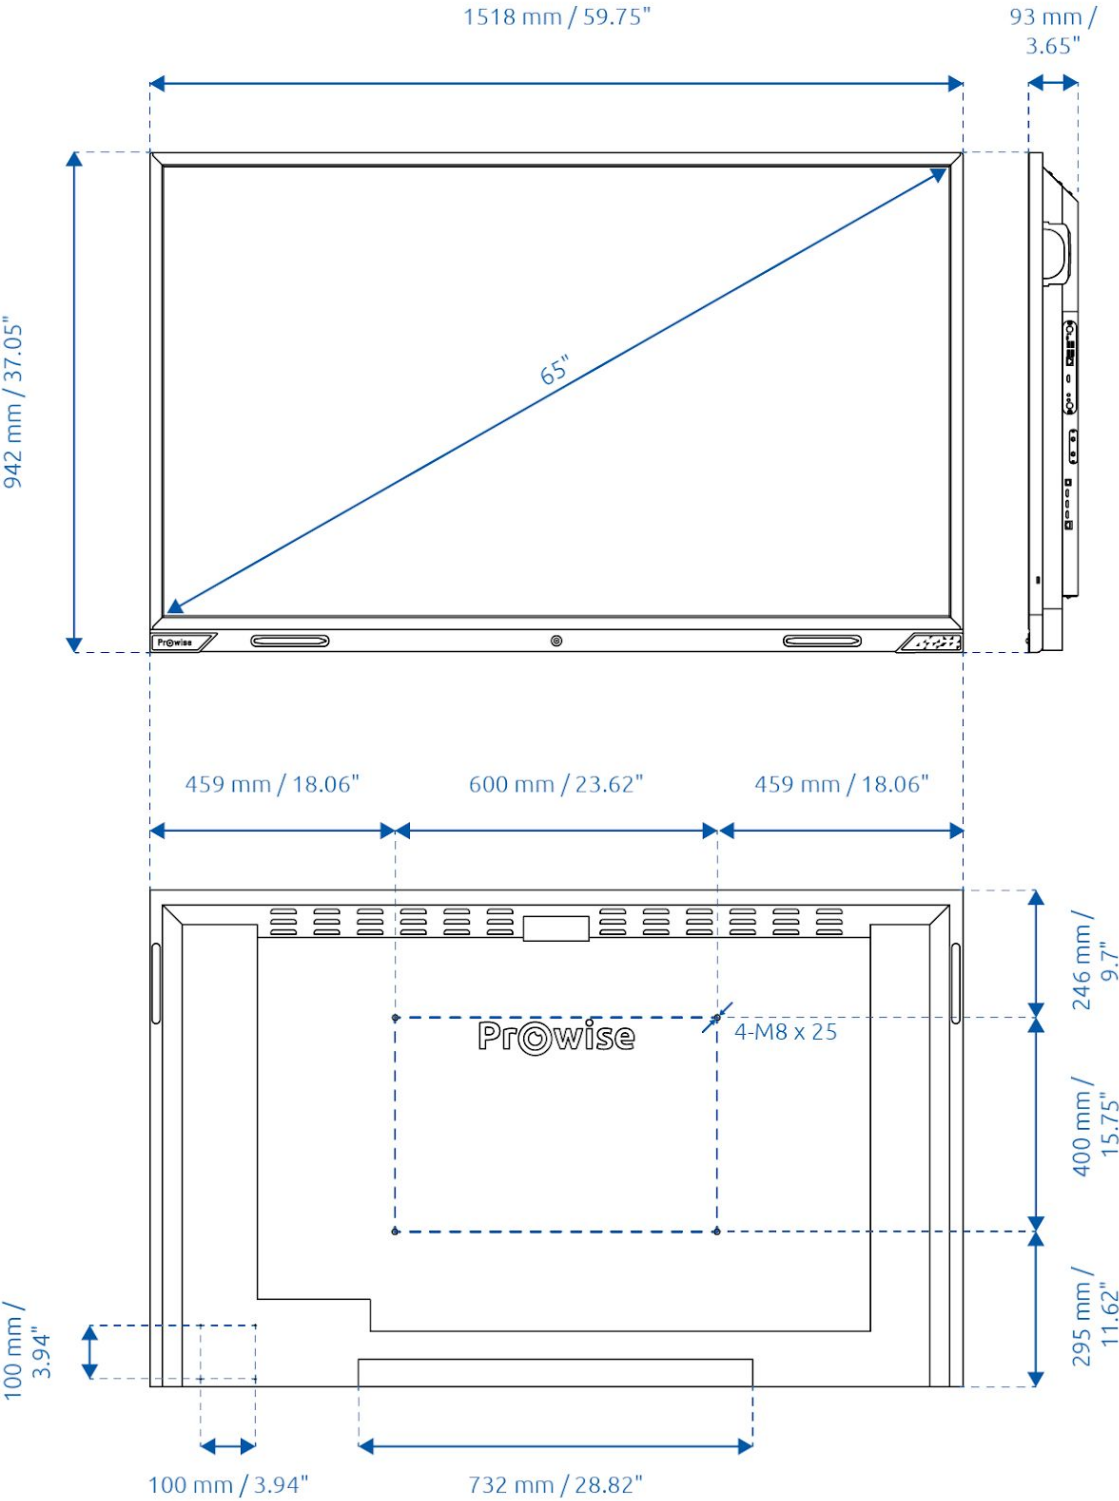 1518 mm / 59.75"
93 mm /
3.65"
942 mm / 37.05"
65"
Prowise
459 mm / 18.06"
600 mm / 23.62"
459 mm / 18.06"
246 mm /
9.7"
Prowise
4-M8 x 25
400 mm /
15.75"
295 mm /
11.62"
100 mm /
3.94"
100 mm / 3.94"
732 mm / 28.82"